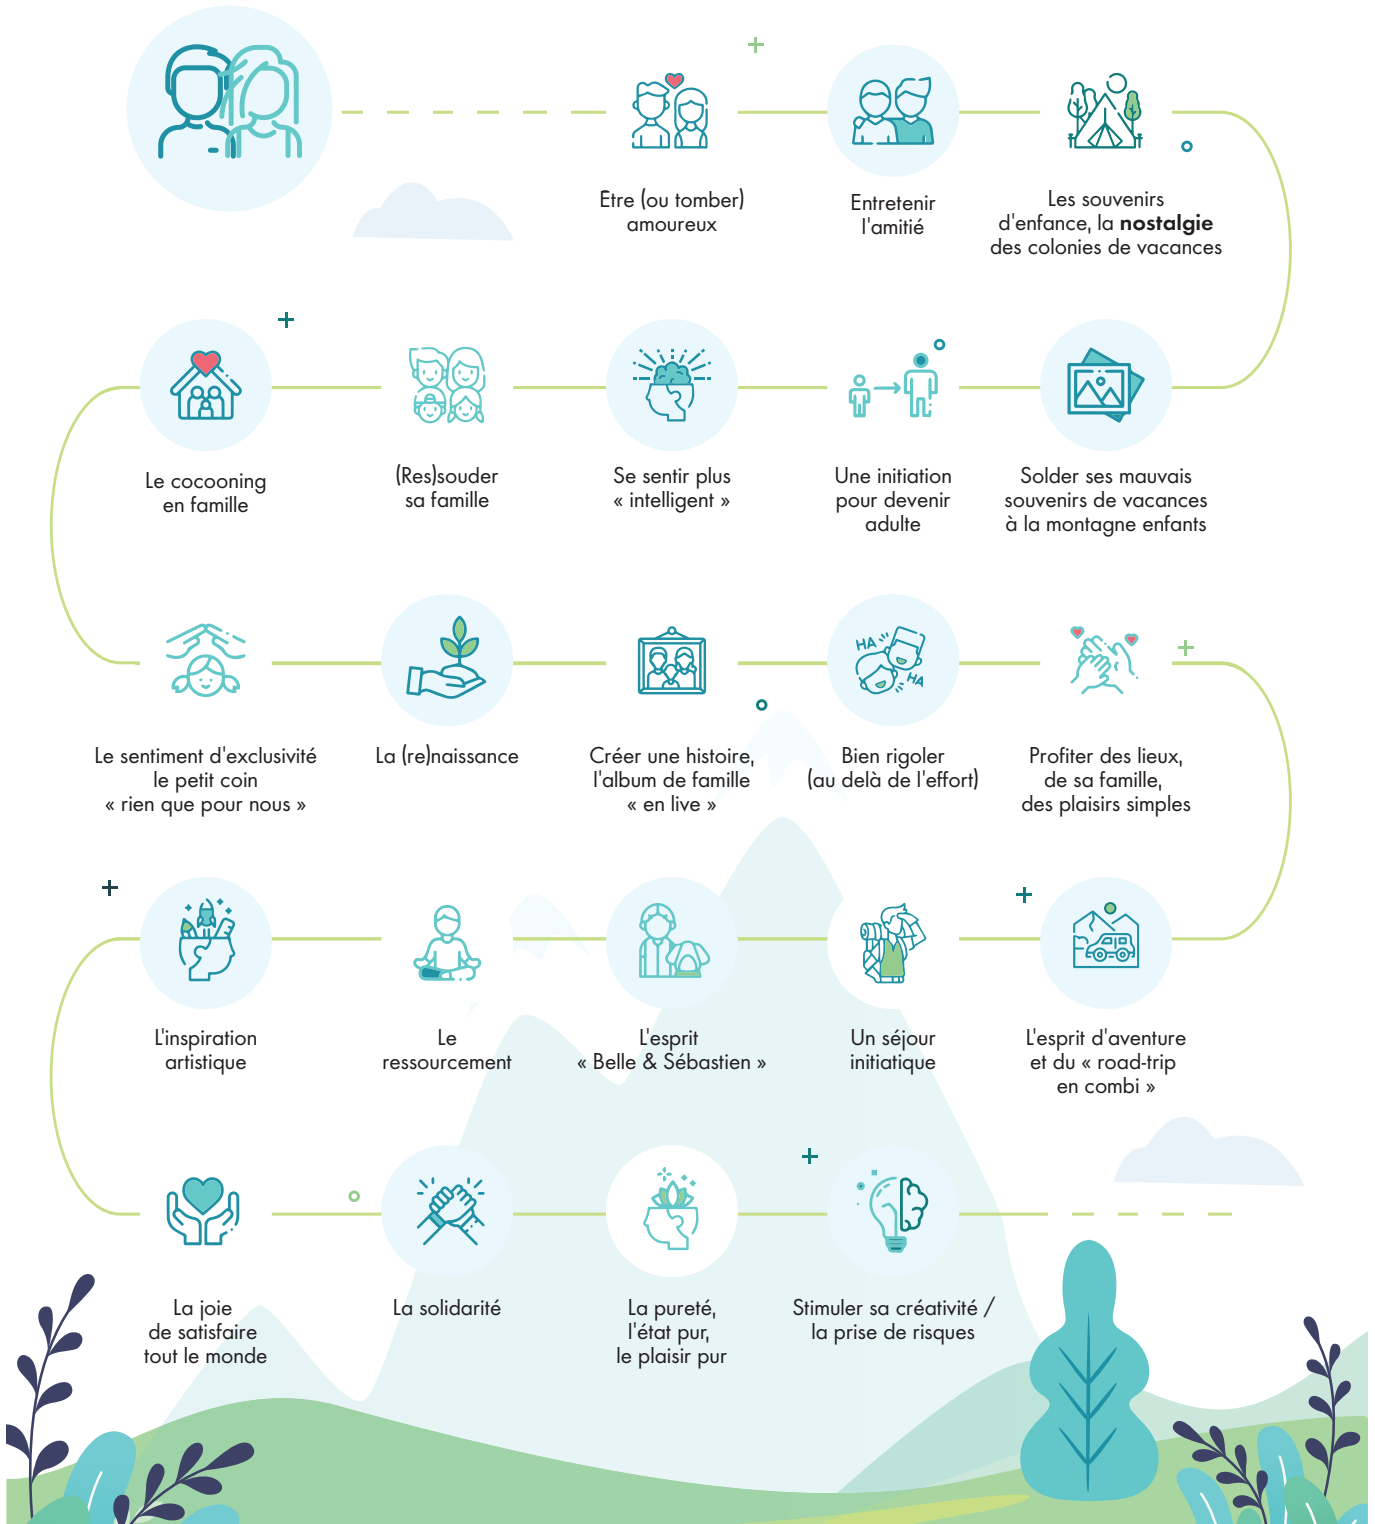 Etre (ou tomber)
amoureux
Entretenir
l'amitié
Les souvenirs
d'enfance, la nostalgie
des colonies de vacances
Le cocooning
en famille
(Res)souder
sa famille
Se sentir plus
« intelligent »
Une initiation
pour devenir
adulte
Solder ses mauvais
souvenirs de vacances
à la montagne enfants
Le sentiment d'exclusivité
le petit coin
« rien que pour nous »
La (re)naissance
Créer une histoire,
l'album de famille
« en live »
HA
HA
Bien rigoler
(au delà de l'effort)
Profiter des lieux,
de sa famille,
des plaisirs simples
L'inspiration
artistique
Le
ressourcement
L'esprit
« Belle & Sébastien »
Un séjour
initiatique
L'esprit d'aventure
et du « road-trip
en combi »
La joie
de satisfaire
tout le monde
La solidarité
La pureté,
l'état pur,
le plaisir pur
Stimuler sa créativité /
la prise de risques